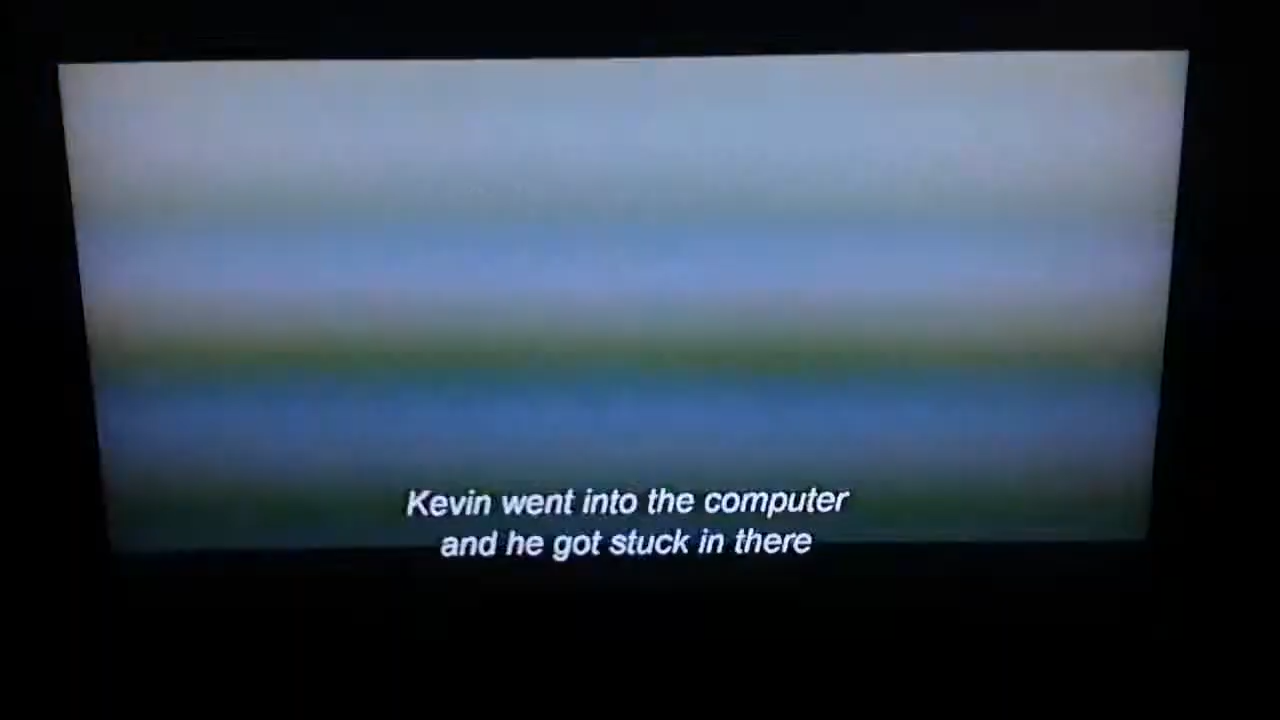 Kevin went into the computer
and he got stuck in there